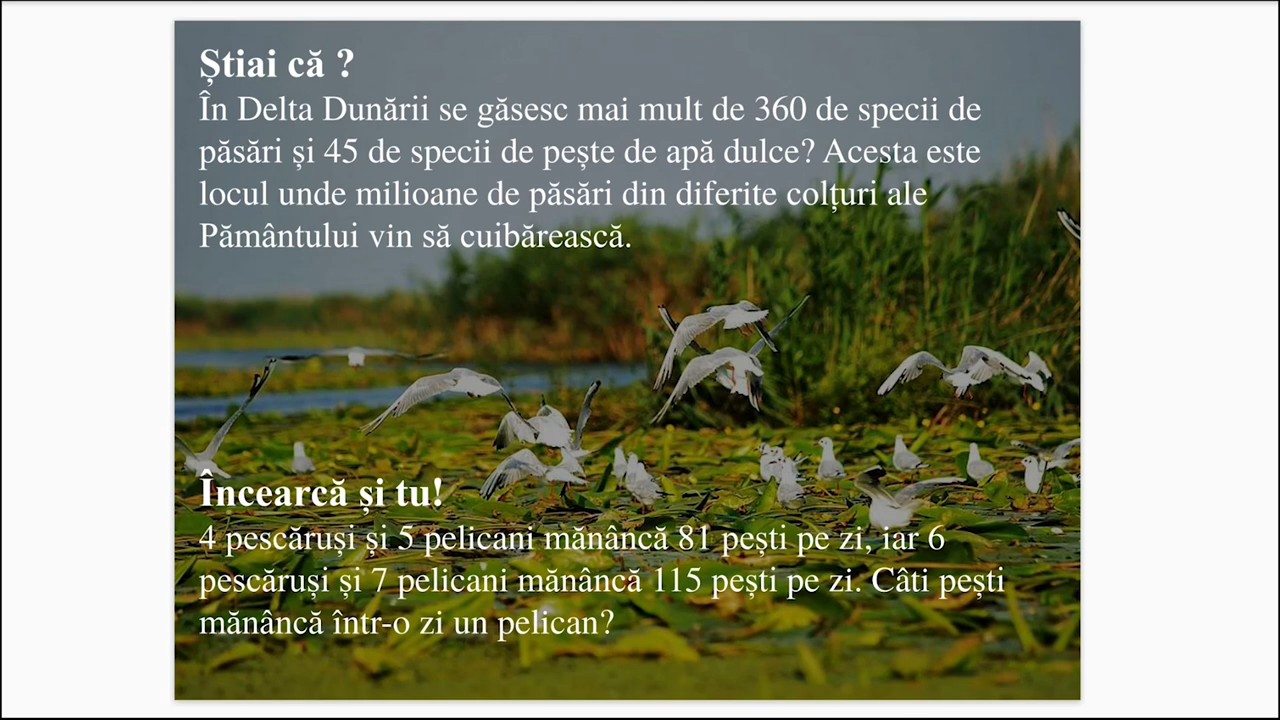 Știai că ?
În Delta Dunării se găsesc mai mult de 360 de specii de
păsări și 45 de specii de pește de apă dulce? Acesta este
locul unde milioane de păsări din diferite colțuri ale
Pământului vin să cuibărească.
Încearcă și tu!
4 pescăruși și 5 pelicani mănâncă 81 pești pe zi, iar 6
pescăruși și 7 pelicani mănâncă 115 pești pe zi. Câti pești
mănâncă într-o zi un pelican?